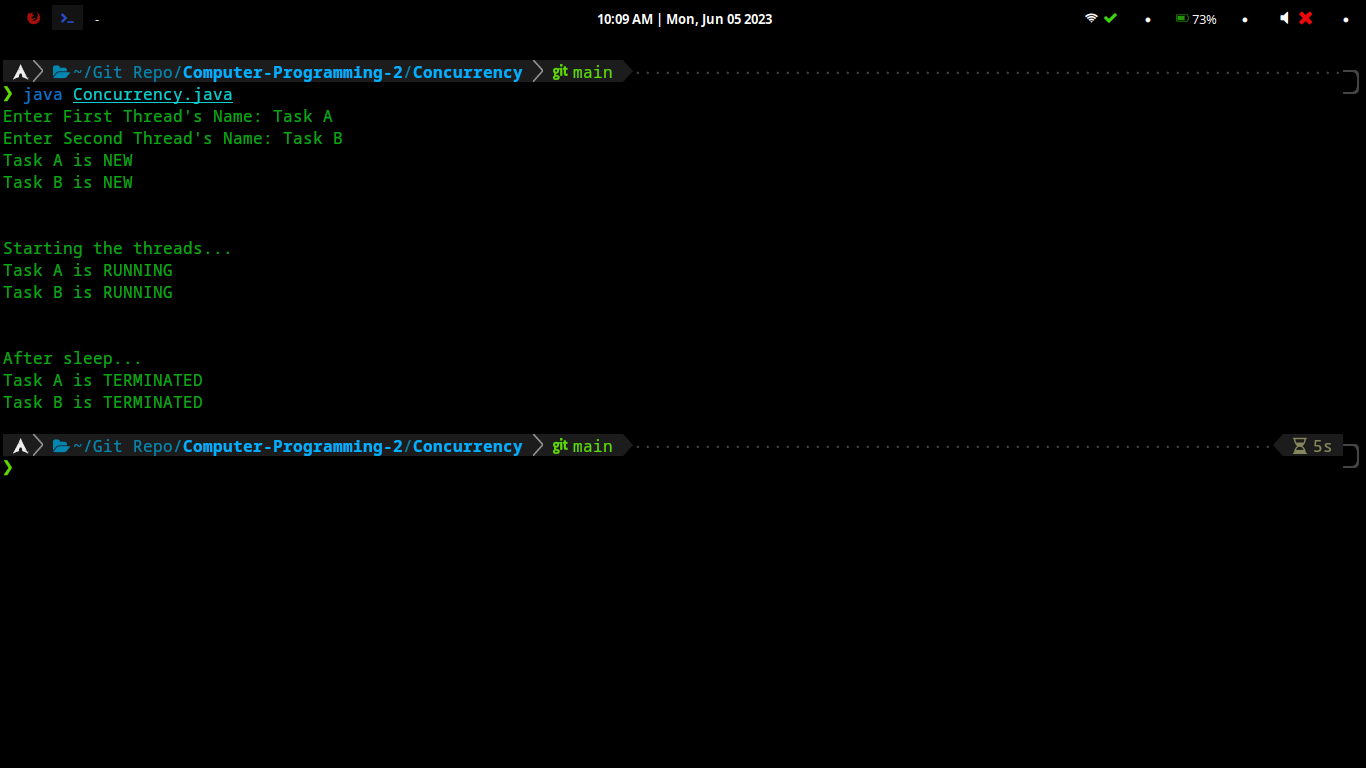 10:09 AM | Mon, Jun 05 2023
73%
~/Git Repo/Computer-Programming-2/Concurrency git main
❯ java Concurrency.java
Enter First Thread's Name: Task A
Enter Second Thread's Name: Task B
Task A is NEW
Task B is NEW
Starting the threads...
Task A is RUNNING
Task B is RUNNING
After sleep...
Task A is TERMINATED
Task B is TERMINATED
~/Git Repo/Computer-Programming-2/Concurrency git main 5s
❯